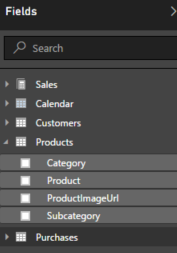 Fields
Search
Sales
Calendar
Customers
Products
Category
Product
ProductImageUrl
Subcategory
Purchases